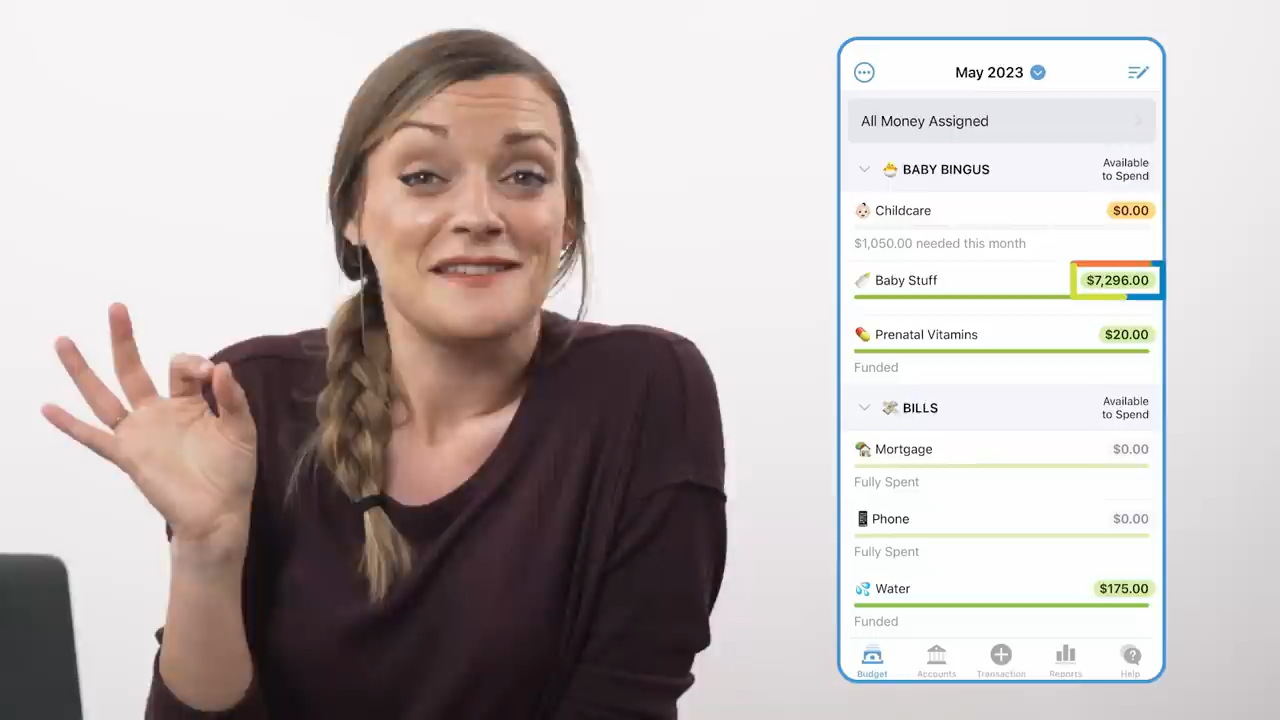 May 2023
All Money Assigned
BABY BINGUS
Available
to Spend
Childcare
$0.00
$1,050.00 needed this month
Baby Stuff
$7,296.00
Prenatal Vitamins
$20.00
Funded
BILLS
Available
to Spend
Mortgage
$0.00
Fully Spent
Phone
$0.00
Fully Spent
Water
$175.00
Funded
Budget
Accounts
Transaction
Reports
Help